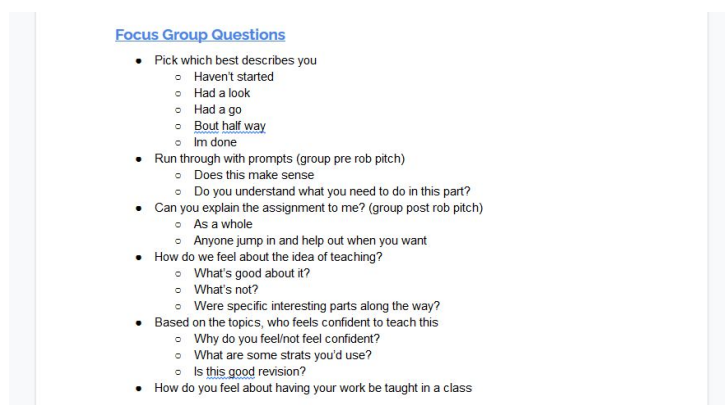 Focus Group Questions
● Pick which best describes you
○ Haven't started
○ Had a look
○ Had a go
○ Bout half way
○ Im done
● Run through with prompts (group pre rob pitch)
○ Does this make sense
○ Do you understand what you need to do in this part?
● Can you explain the assignment to me? (group post rob pitch)
○ As a whole
○ Anyone jump in and help out when you want
● How do we feel about the idea of teaching?
○ What's good about it?
○ What's not?
○ Were specific interesting parts along the way?
● Based on the topics, who feels confident to teach this
○ Why do you feel/not feel confident?
○ What are some strats you'd use?
○ Is this good revision?
● How do you feel about having your work be taught in a class